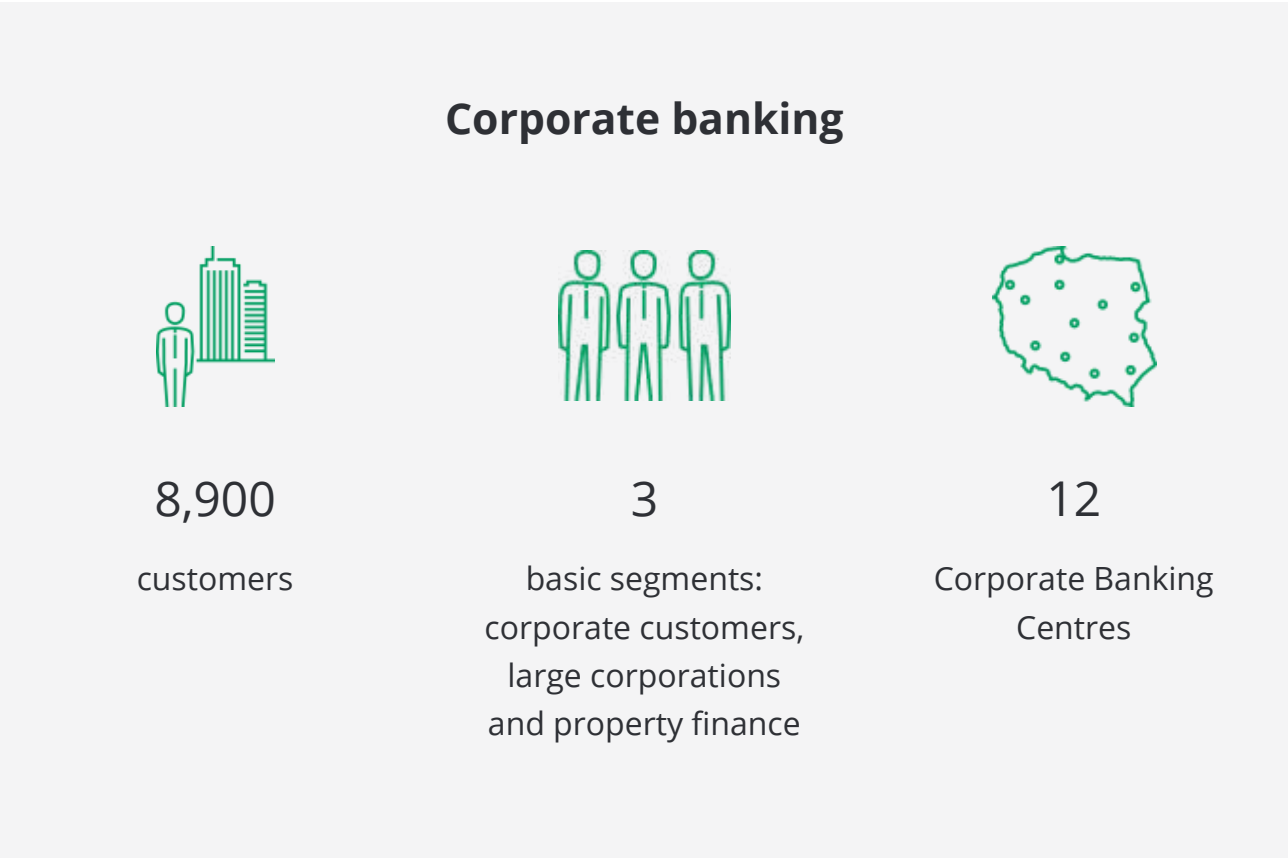 Corporate banking
8,900
customers
3
basic segments:
corporate customers,
large corporations
and property finance
12
Corporate Banking
Centres